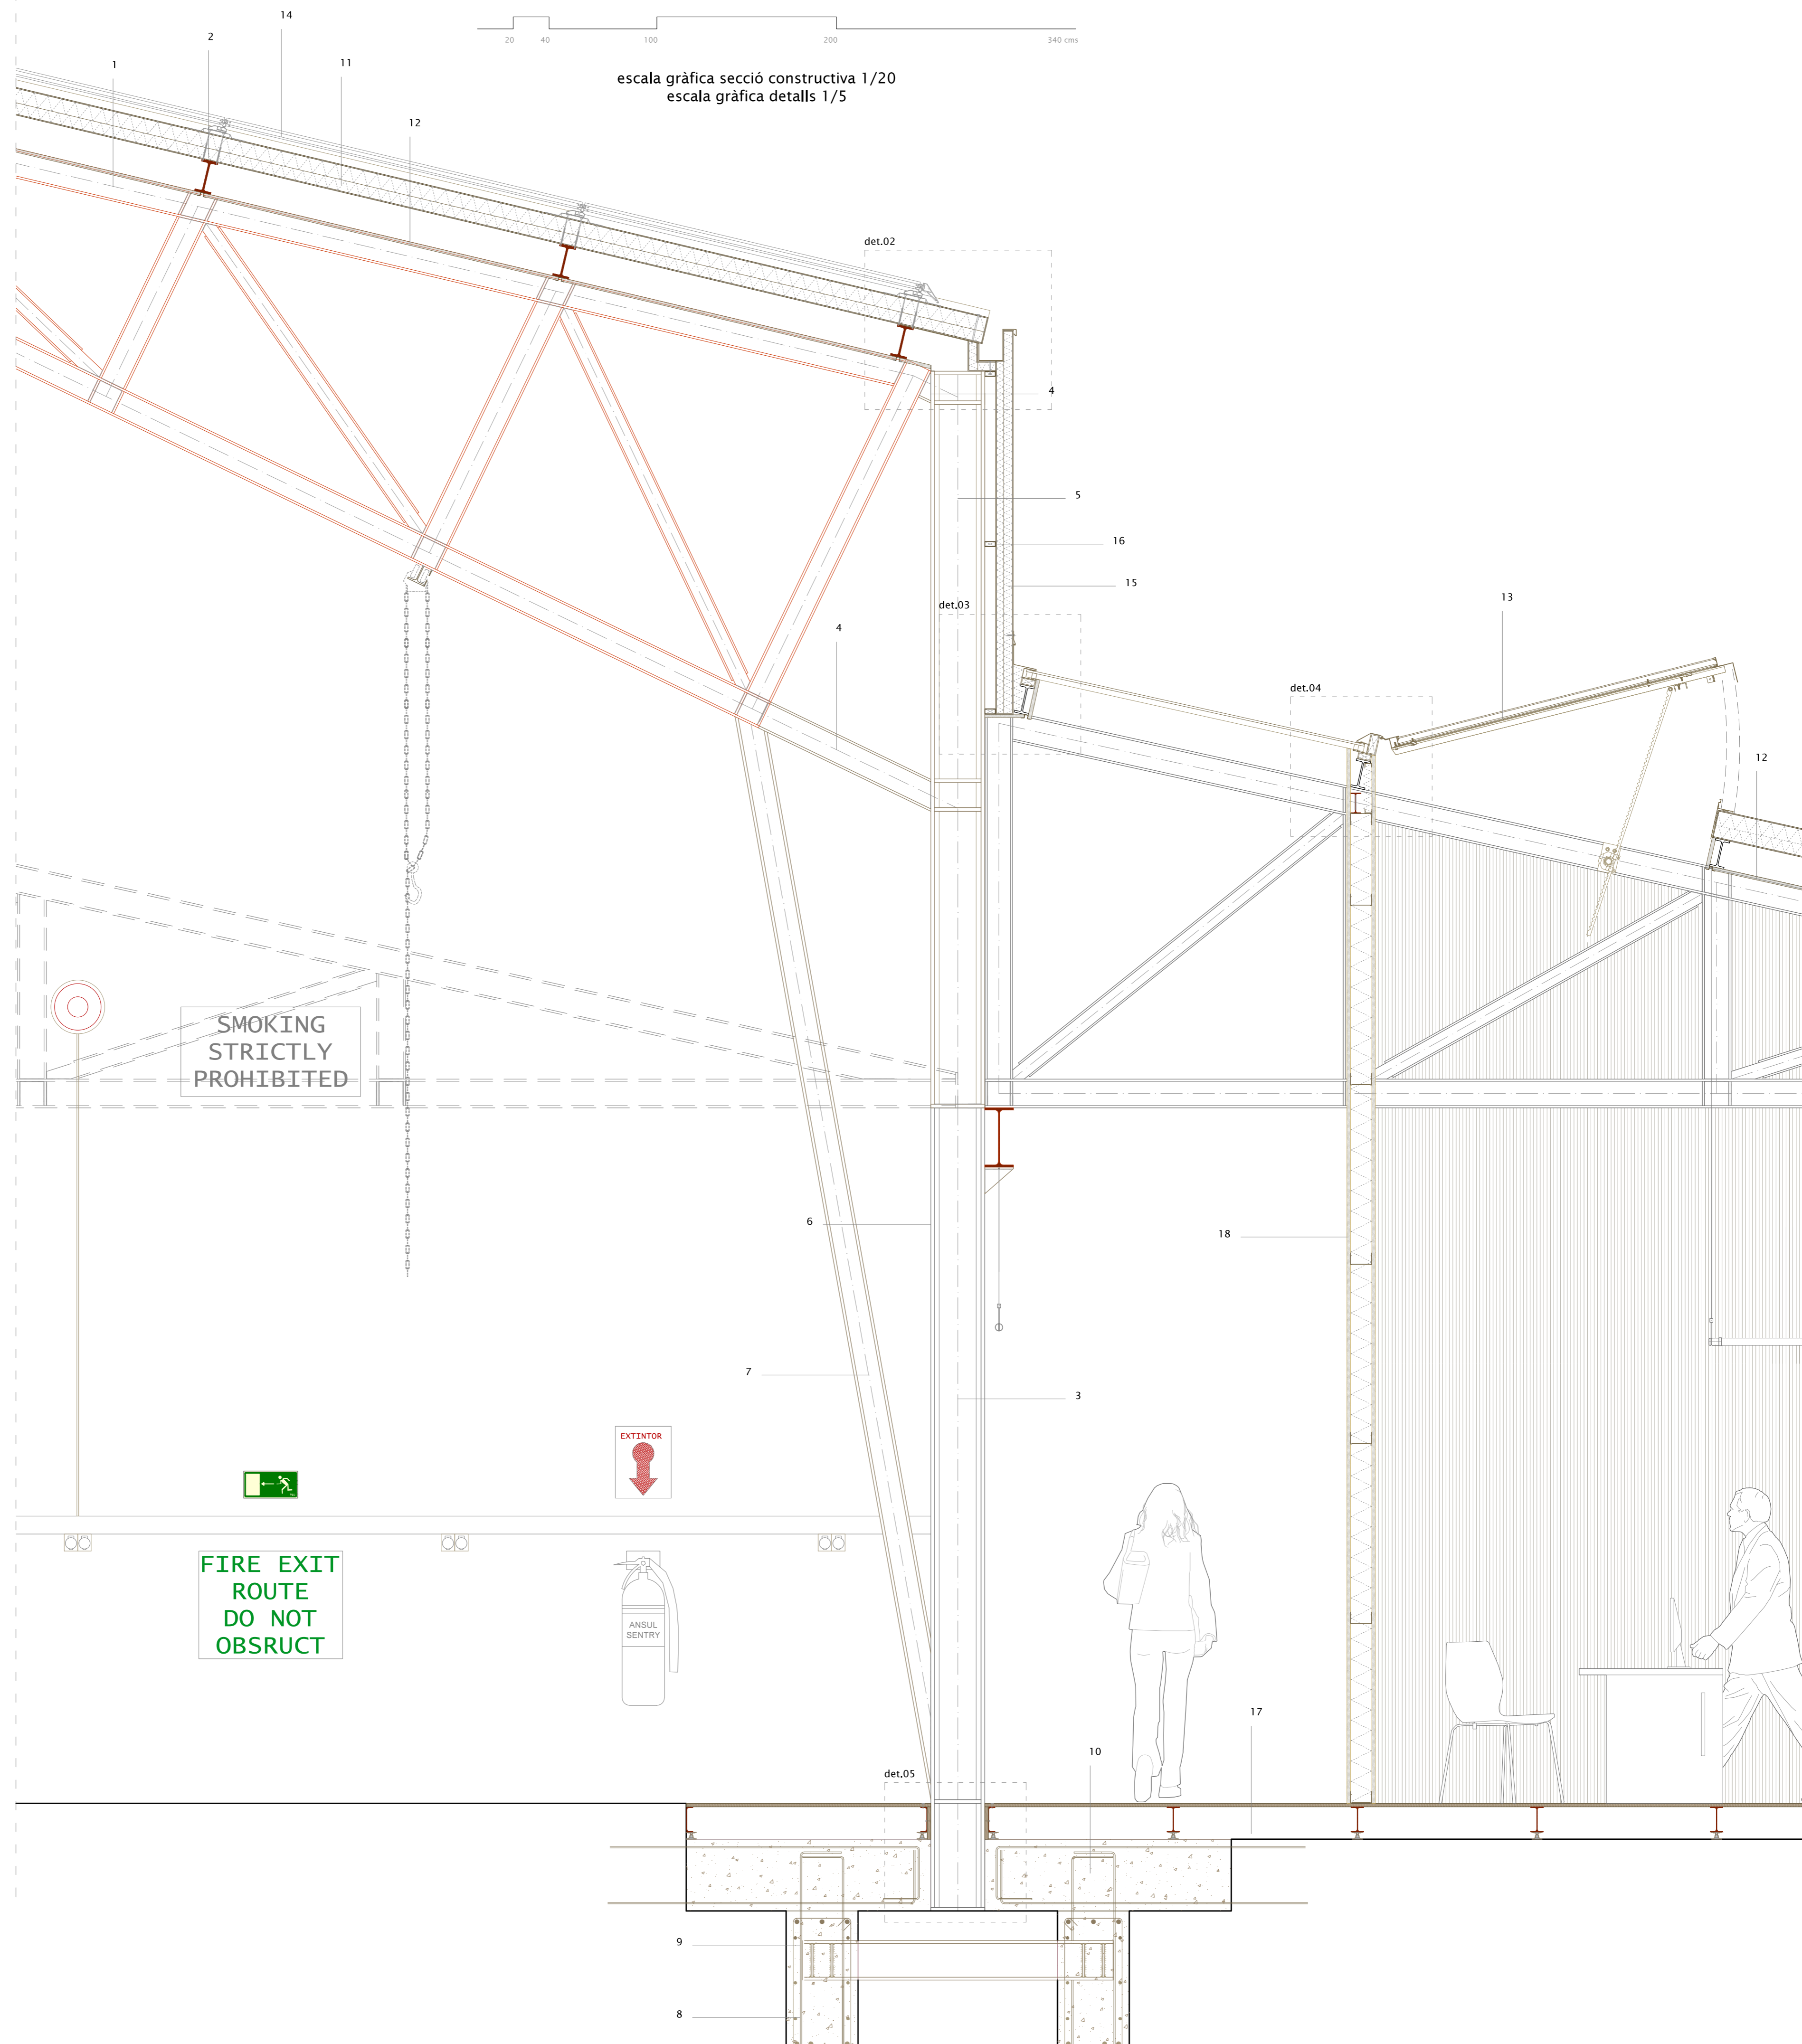 14
2
20 40 100 200 340 cms
1
11
escala gràfica secció constructiva 1/20
escala gràfica detalls 1/5
12
det.02
4
5
16
15
13
det.03
4
det.04
12
SMOKING
STRICTLY
PROHIBITED
6
18
7
3
EXTINTOR
FIRE EXIT
ROUTE
DO NOT
OBSRUCT
ANSUL
SENTRY
17
10
det.05
9
8